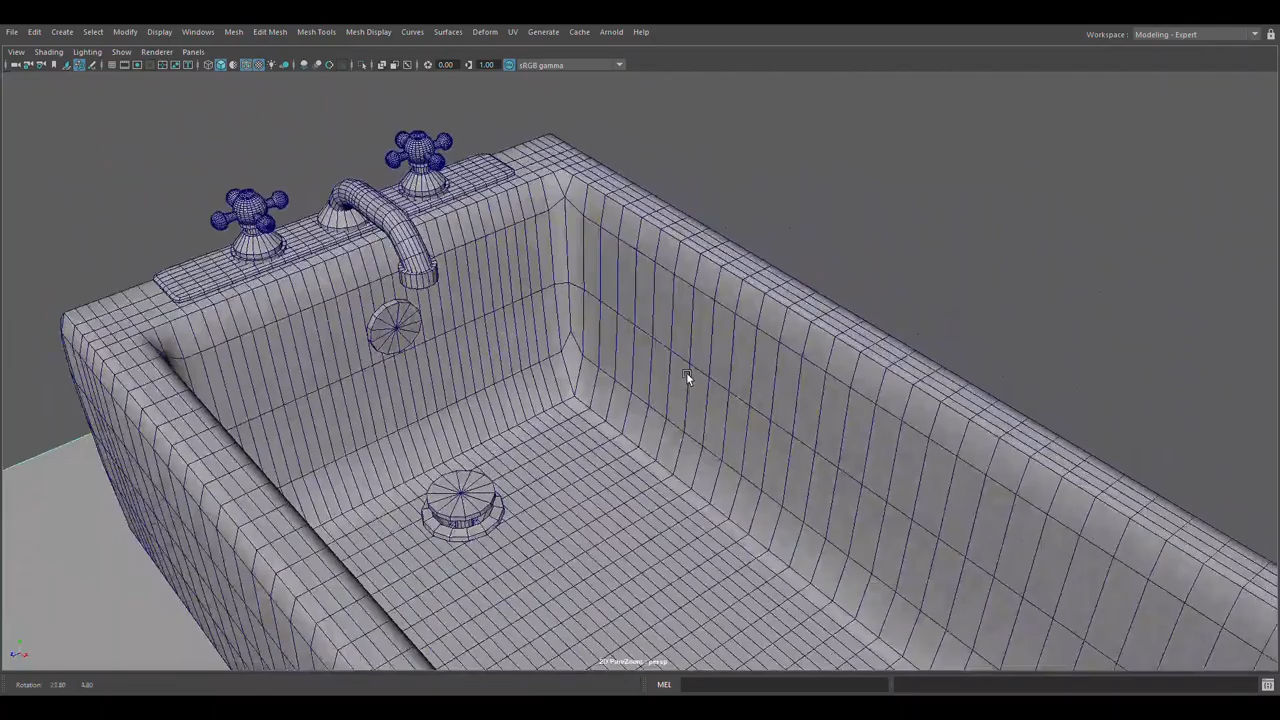 File Edit Create Select Modify Display Windows Mesh Edit Mesh Mesh Tools Mesh Display Curves Surfaces Deform UV Generate Cache Arnold Help Workspace : Modeling - Expert
View Shading Lighting Show Renderer Panels
0.00 1.00 sRGB gamma
persp
Rotation: MEL